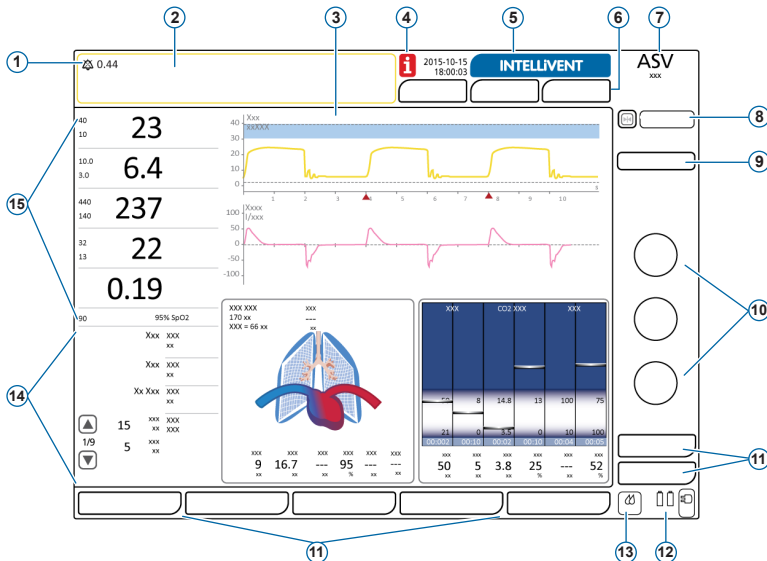 2
3
4
5
6
7
1
0.44
i
2015-10-15
18:00:03
INTELLiVENT
ASV
xxx
8
9
10
11
12
13
11
14
15
40
10
23
10.0
3.0
6.4
440
140
237
32
13
22
0.19
90
95% SpO2
Xxx XXX
xx
Xxx XXX
xx
Xx Xxx XXX
xx
15 xxx XXX
xx XXX
1/9
5 xxx
xx
40 Xxx
xxXXX
30
20
10
0
1 2 3 4 5 6 7 8 9 10 s
100 Xxxx
l/xxx
50
0
-50
-100
XXX XXX xxx
170 xx ---
XXX = 66 xx xx
xxx xxx xxx xxx xxx xxx
9 16.7 --- 95 --- ---
xx xx xx % xx xx
XXX CO2 XXX XXX
50 8 14.8 13 100 75
21 0 3.5 0 10 100
00:002 00:10 00:02 00:10 00:04 00:05
xxx xxx xxx xxx xxx xxx
50 5 3.8 25 --- 52
xx xx xx % xx %